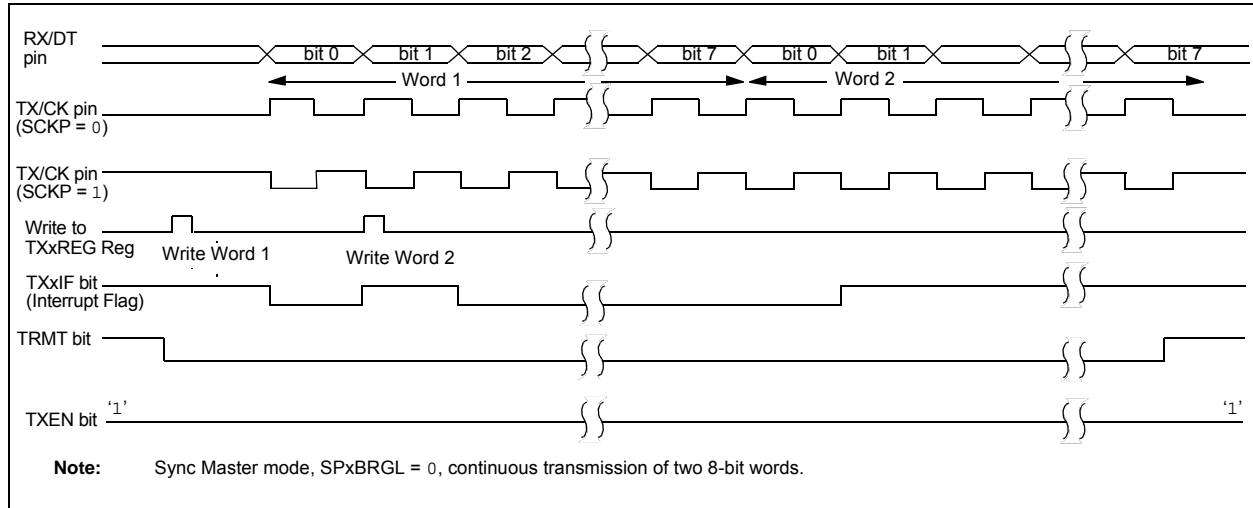 RX/DT
pin
bit 0 bit 1 bit 2 bit 7 bit 0 bit 1 bit 7
Word 1 Word 2
TX/CK pin
(SCKP = 0)
TX/CK pin
(SCKP = 1)
Write to
TXxREG Reg
Write Word 1 Write Word 2
TXxIF bit
(Interrupt Flag)
TRMT bit
TXEN bit ‘1’ ‘1’
Note: Sync Master mode, SPxBRGL = 0, continuous transmission of two 8-bit words.